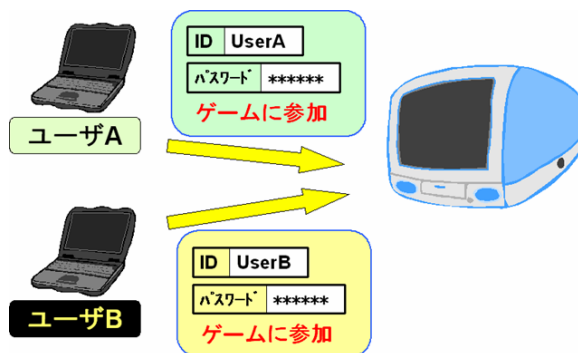 ID UserA
ﾊﾟｽﾜｰﾄﾞ ******
ゲームに参加
ユーザA
ID UserB
ﾊﾟｽﾜｰﾄﾞ ******
ゲームに参加
ユーザB